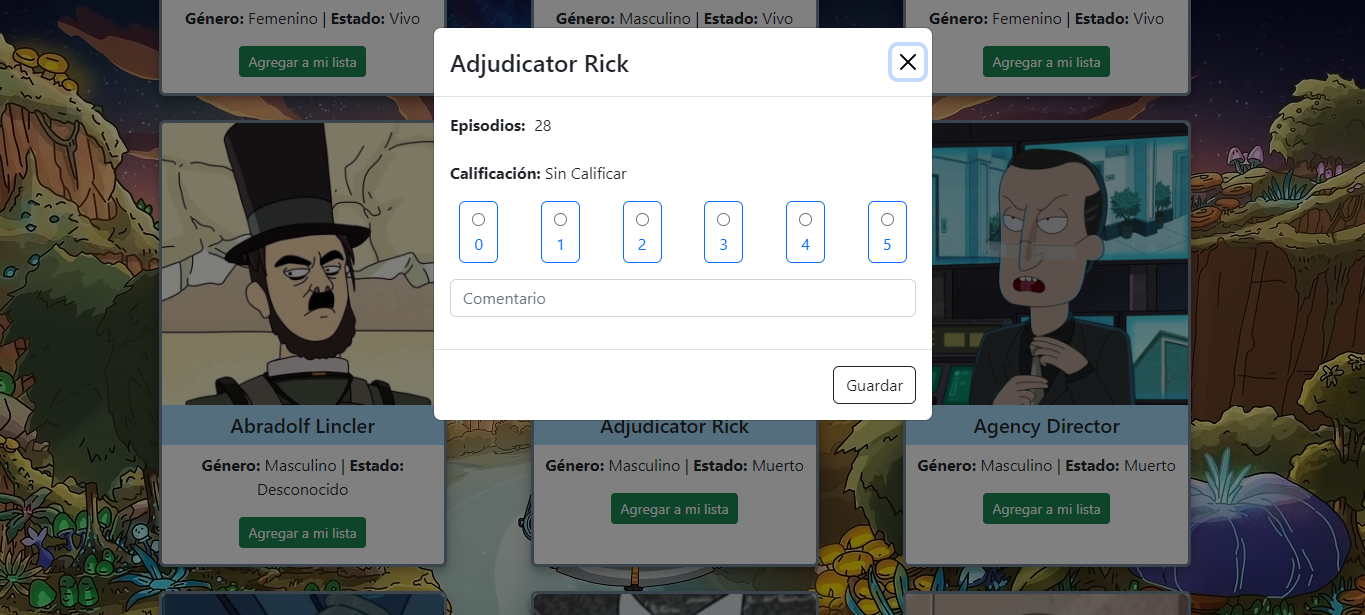 Género: Femenino | Estado: Vivo
Género: Masculino | Estado: Vivo
Género: Femenino | Estado: Vivo
Agregar a mi lista
Agregar a mi lista
Adjudicator Rick
Episodios: 28
Calificación: Sin Calificar
0 1 2 3 4 5
Comentario
Guardar
Abradolf Lincler
Género: Masculino | Estado:
Desconocido
Agregar a mi lista
Adjudicator Rick
Género: Masculino | Estado: Muerto
Agregar a mi lista
Agency Director
Género: Masculino | Estado: Muerto
Agregar a mi lista